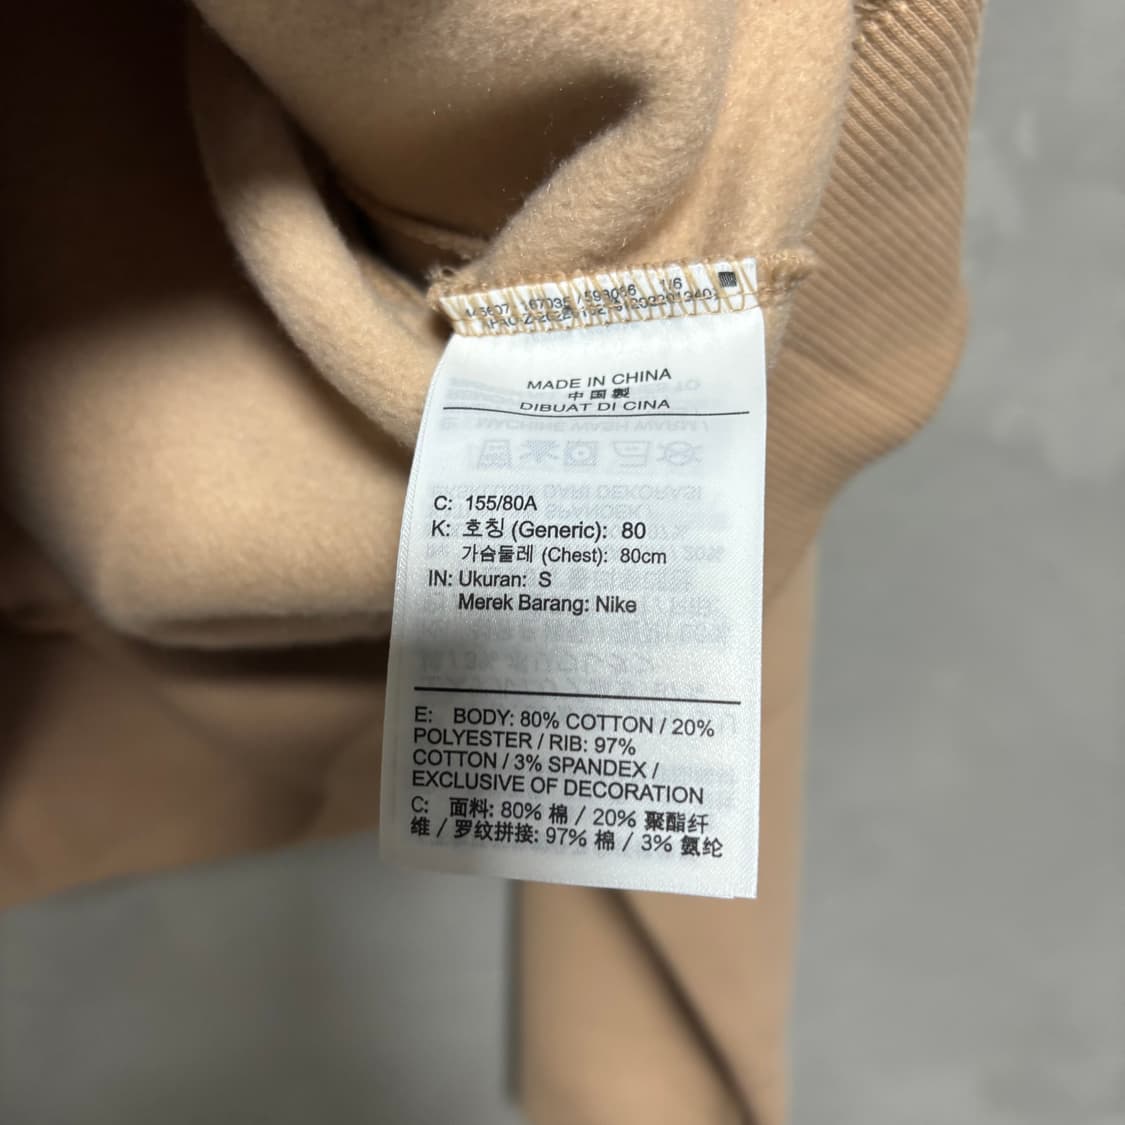 1/6
MADE IN CHINA
中国製
DIBUAT DI CINA
C: 155/80A
K: 호칭 (Generic): 80
가슴둘레 (Chest): 80cm
IN: Ukuran: S
Merek Barang: Nike
E: BODY: 80% COTTON / 20%
POLYESTER / RIB: 97%
COTTON / 3% SPANDEX /
EXCLUSIVE OF DECORATION
C: 面料: 80% 棉 / 20% 聚酯纤
维 / 罗纹拼接: 97% 棉 / 3% 氨纶